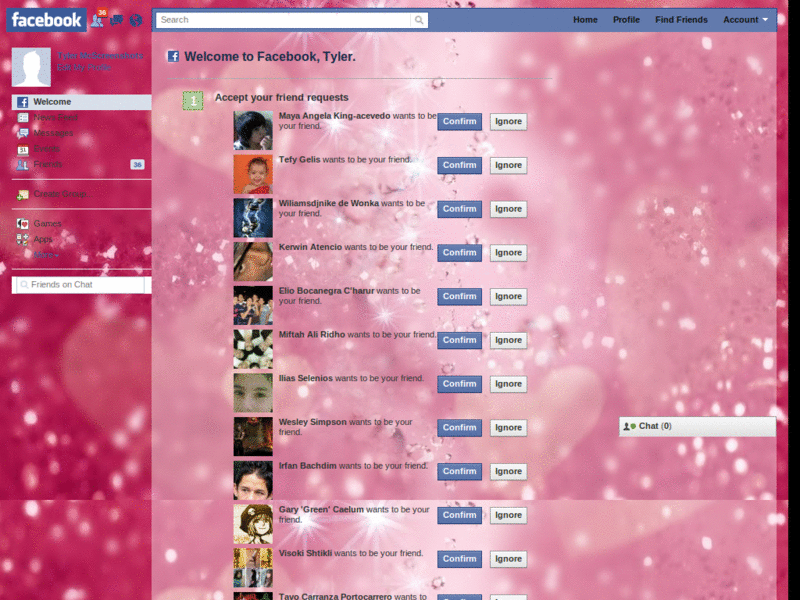 facebook
36
Search
Home
Profile
Find Friends
Account
Welcome to Facebook, Tyler.
Welcome
News Feed
Messages
Events
Friends
36
Create Group
Games
Apps
Friends on Chat
1
Accept your friend requests
Maya Angela King-acevedo wants to be
your friend.
Confirm
Ignore
Tefy Gelis wants to be your friend.
Confirm
Ignore
Wiliamsdjnike de Wonka wants to be
your friend.
Confirm
Ignore
Kerwin Atencio wants to be your friend.
Confirm
Ignore
Elio Bocanegra C'harur wants to be
your friend.
Confirm
Ignore
Miftah Ali Ridho wants to be your friend.
Confirm
Ignore
Ilias Selenios wants to be your friend.
Confirm
Ignore
Wesley Simpson wants to be your
friend.
Confirm
Ignore
Irfan Bachdim wants to be your friend.
Confirm
Ignore
Gary 'Green' Caelum wants to be your
friend.
Confirm
Ignore
Visoki Shtikli wants to be your friend.
Confirm
Ignore
Tavo Carranza Portocarrero wants to
Chat (0)